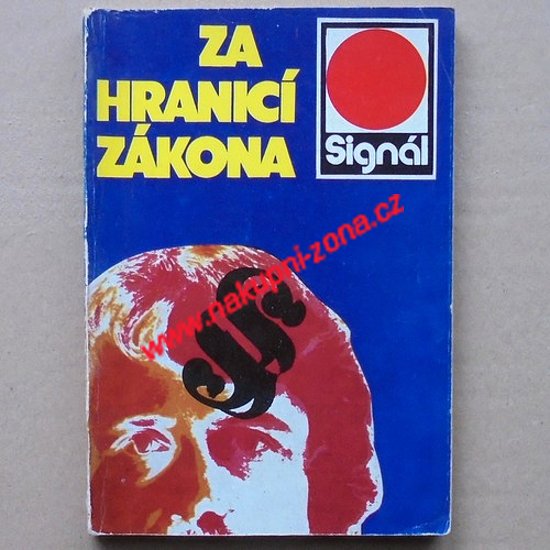 ZA
HRANICÍ
ZÁKONA
Signál
§
www.nakupni-zona.cz